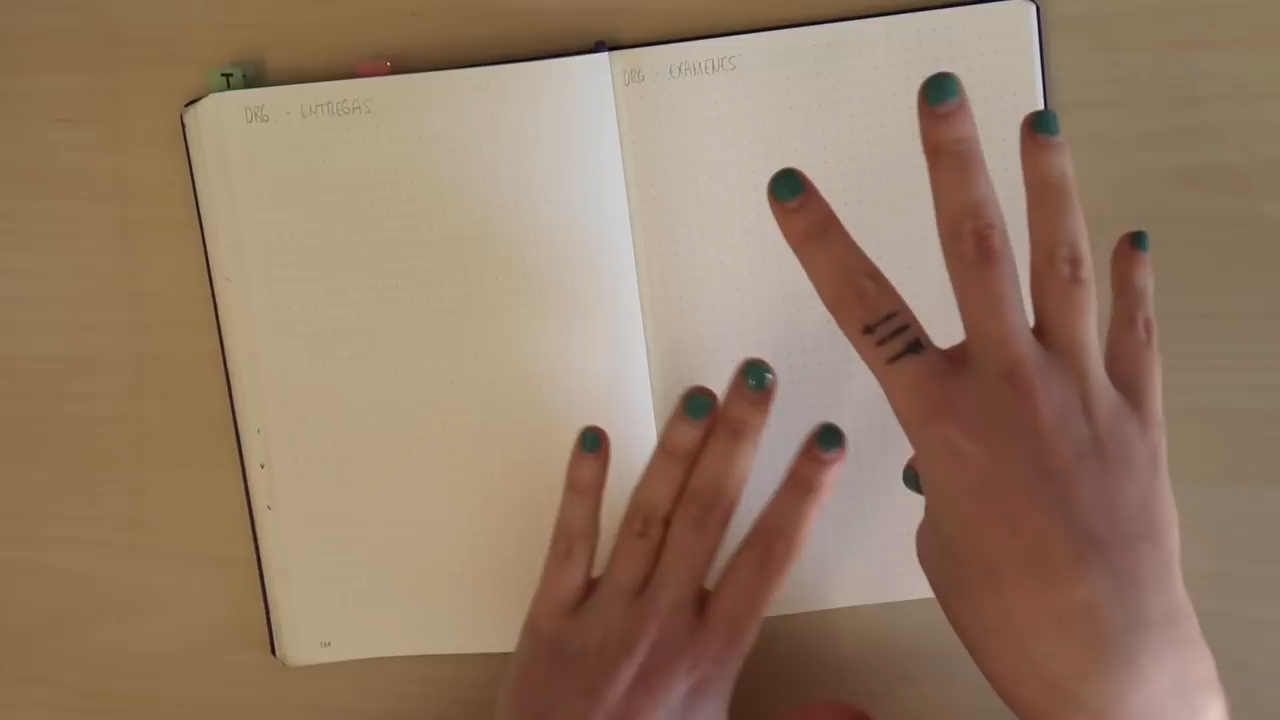 T
ORG. - ENTREGAS
ORG. - EXAMENES